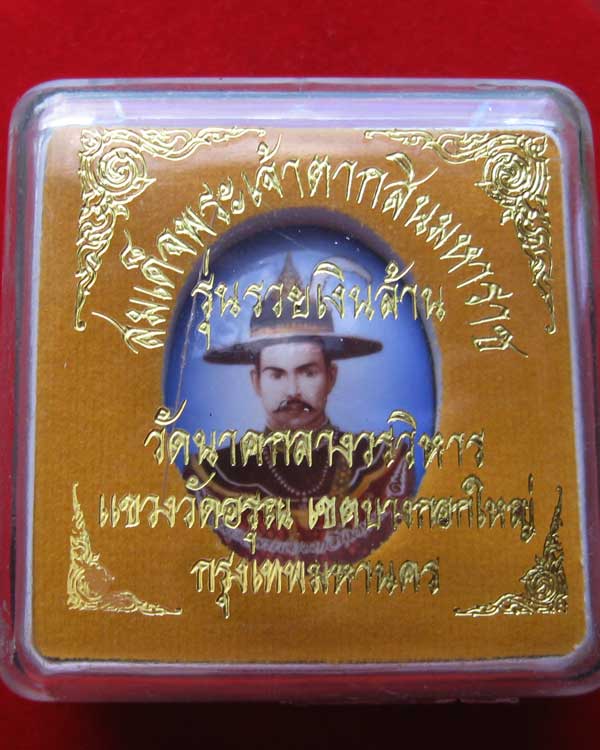 สมเด็จพระเจ้าตากสินมหาราช
รุ่นรวยเงินล้าน
วัดนาคกลางวรวิหาร
แขวงวัดอรุณ เขตบางกอกใหญ่
กรุงเทพมหานคร